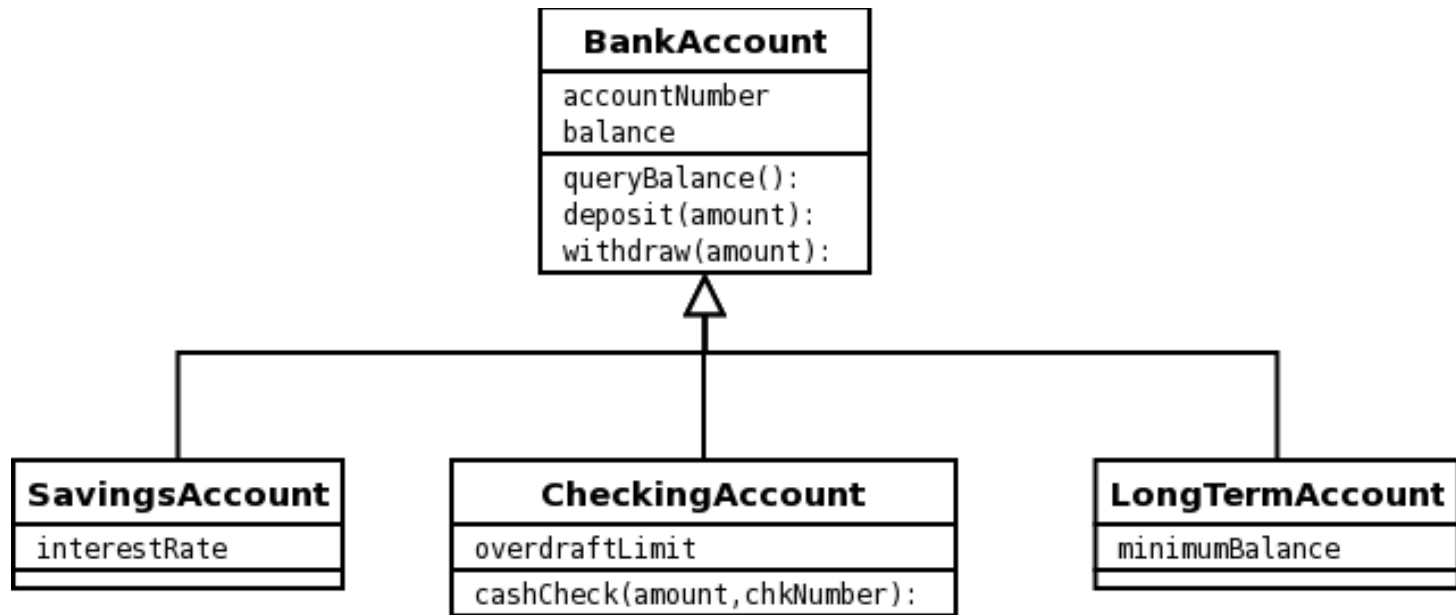 BankAccount
accountNumber
balance
queryBalance():
deposit(amount):
withdraw(amount):
SavingsAccount
interestRate
CheckingAccount
overdraftLimit
cashCheck(amount,chkNumber):
LongTermAccount
minimumBalance